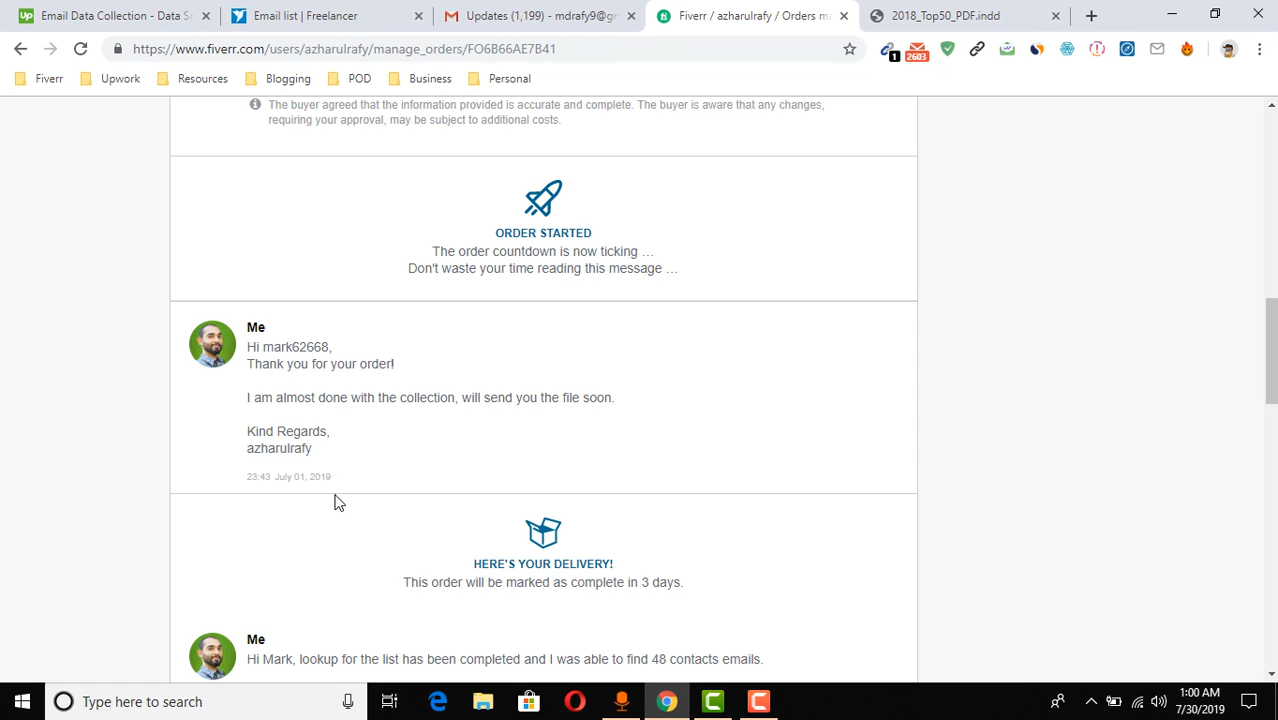 Email Data Collection - Data S
Email list | Freelancer
Updates (1,199) - mdrafy9@gn
Fiverr / azharulrafy / Orders ma
2018_Top50_PDF.indd
https://www.fiverr.com/users/azharulrafy/manage_orders/FO6B66AE7B41
1
2603
Fiverr
Upwork
Resources
Blogging
POD
Business
Personal
The buyer agreed that the information provided is accurate and complete. The buyer is aware that any changes,
requiring your approval, may be subject to additional costs.
ORDER STARTED
The order countdown is now ticking ...
Don't waste your time reading this message ...
Me
Hi mark62668,
Thank you for your order!
I am almost done with the collection, will send you the file soon.
Kind Regards,
azharulrafy
23:43 July 01, 2019
HERE'S YOUR DELIVERY!
This order will be marked as complete in 3 days.
Me
Hi Mark, lookup for the list has been completed and I was able to find 48 contacts emails.
Type here to search
1:00 AM
7/30/2019